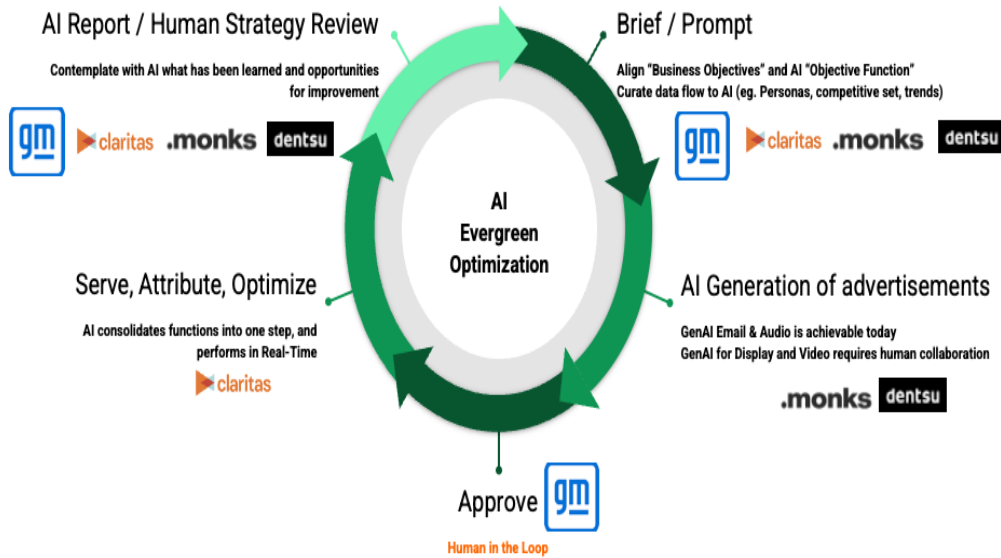 AI Report / Human Strategy Review
Contemplate with AI what has been learned and opportunities
for improvement
gm claritas .monks dentsu
Brief / Prompt
Align “Business Objectives” and AI “Objective Function”
Curate data flow to AI (eg. Personas, competitive set, trends)
gm claritas .monks dentsu
AI
Evergreen
Optimization
Serve, Attribute, Optimize
AI consolidates functions into one step, and
performs in Real-Time
claritas
AI Generation of advertisements
GenAI Email & Audio is achievable today
GenAI for Display and Video requires human collaboration
.monks dentsu
Approve gm
Human in the Loop